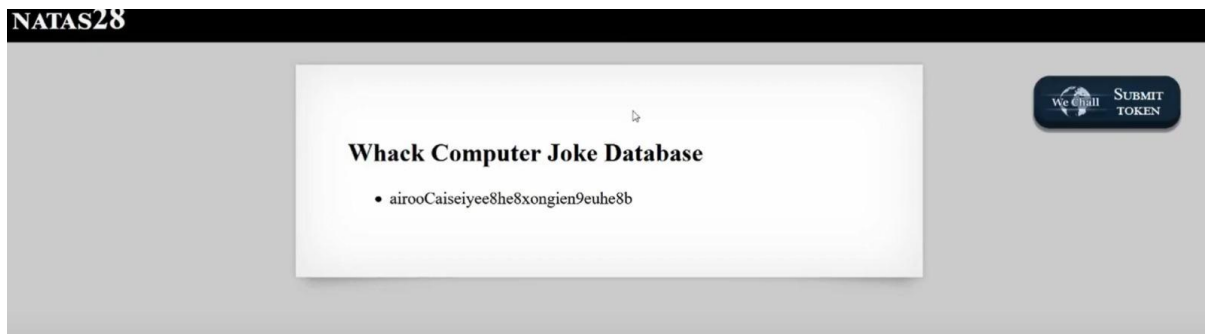 NATAS28
We Chall
SUBMIT
TOKEN
Whack Computer Joke Database
airooCaiseiyee8he8xongien9euhe8b